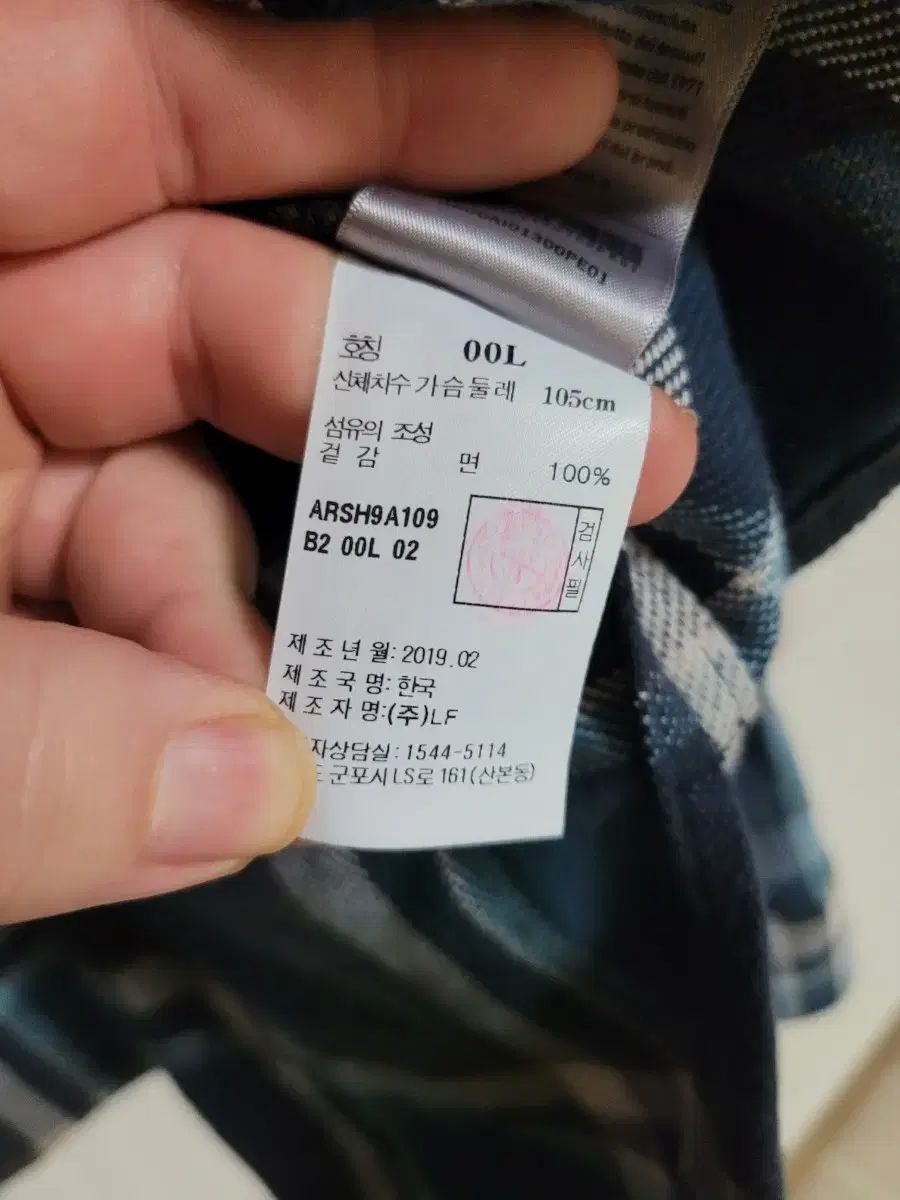 del 1977
호칭 00L
신체치수 가슴둘레 105cm
섬유의 조성
겉 감 면 100%
ARSH9A109
B2 00L 02
검사필
제 조 년 월: 2019.02
제 조 국 명: 한국
제 조 자 명:(주)LF
자상담실: 1544-5114
군포시 LS로 161(산본동)